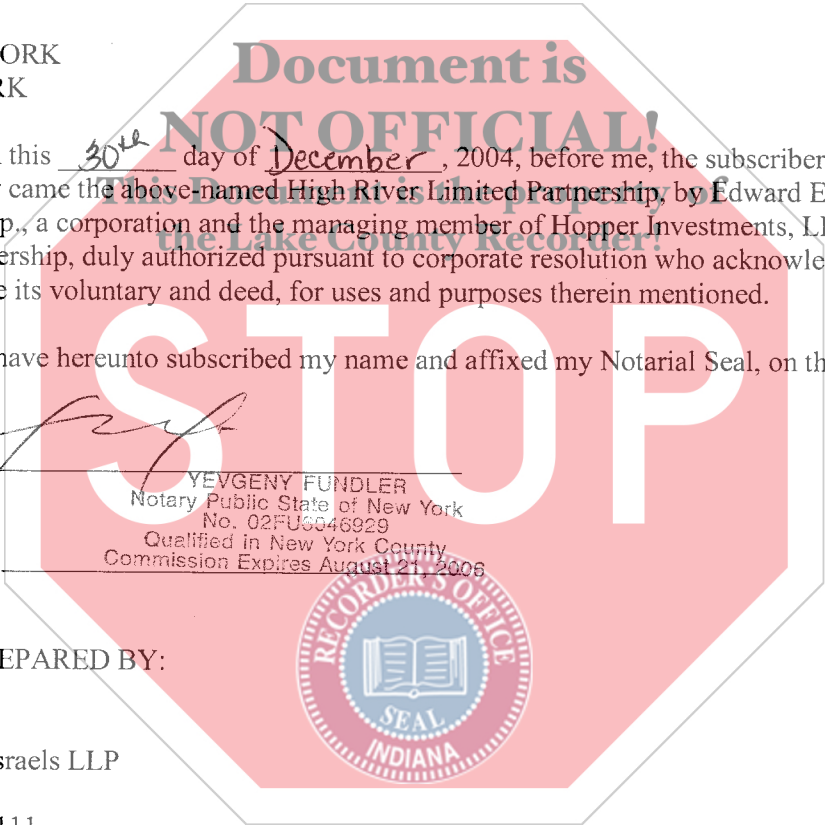 Document is
NOT OFFICIAL!
This Document is the property of
the Lake County Recorder!
STOP
ORK
RK
this 30th day of December, 2004, before me, the subscriber
came the above-named High River Limited Partnership, by Edward E
p., a corporation and the managing member of Hopper Investments, LL
ership, duly authorized pursuant to corporate resolution who acknowle
e its voluntary and deed, for uses and purposes therein mentioned.
have hereunto subscribed my name and affixed my Notarial Seal, on th
YEVGENY FUNDLER
Notary Public State of New York
No. 02FU6046929
Qualified in New York County
Commission Expires August 21, 2006
RECORDER'S OFFICE
SEAL
INDIANA
EPARED BY:
sraels LLP